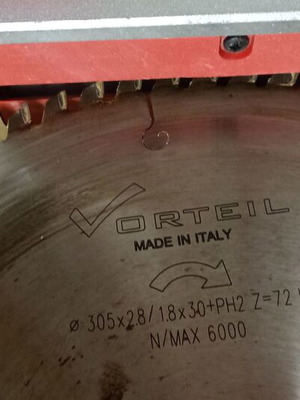 VORTEIL
MADE IN ITALY
ø 305x2.8/1.8x30+PH2 Z=72
N/MAX 6000